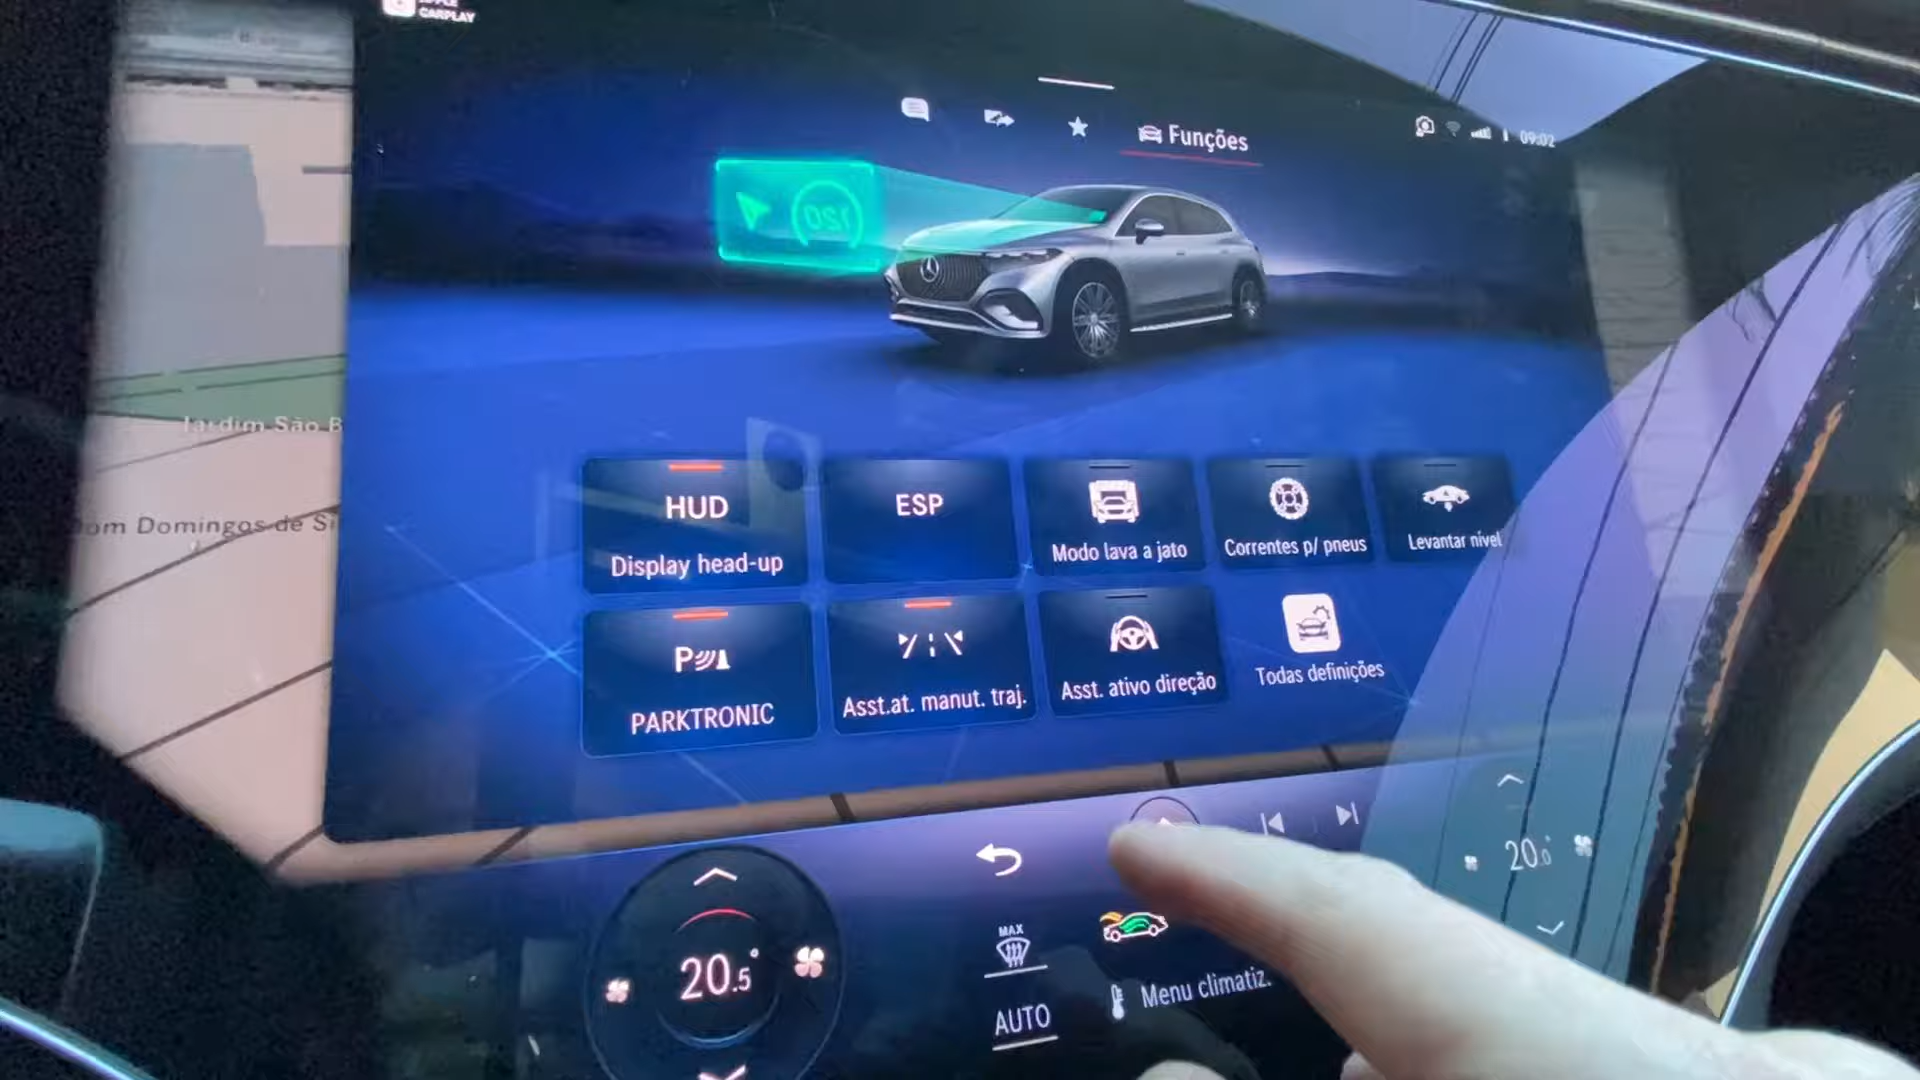 CARPLAY
Funções
09:02
120
Jardim São B
Dom Domingos de Si
HUD
Display head-up
ESP
Modo lava a jato
Correntes p/ pneus
Levantar nível
P
PARKTRONIC
Asst.at. manut. traj.
Asst. ativo direção
Todas definições
20.5°
MAX
AUTO
Menu climatiz.
20.0°